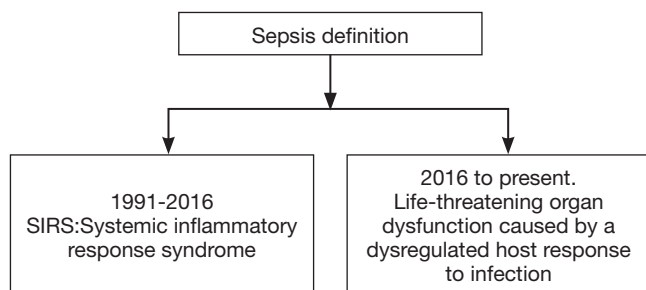 Sepsis definition
1991-2016
SIRS:Systemic inflammatory
response syndrome
2016 to present.
Life-threatening organ
dysfunction caused by a
dysregulated host response
to infection